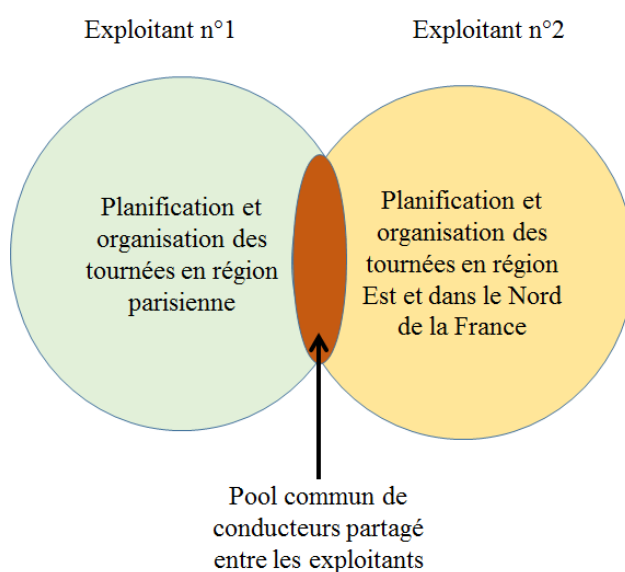 Exploitant n°1
Exploitant n°2
Planification et
organisation des
tournées en région
parisienne
Planification et
organisation des
tournées en région
Est et dans le Nord
de la France
Pool commun de
conducteurs partagé
entre les exploitants